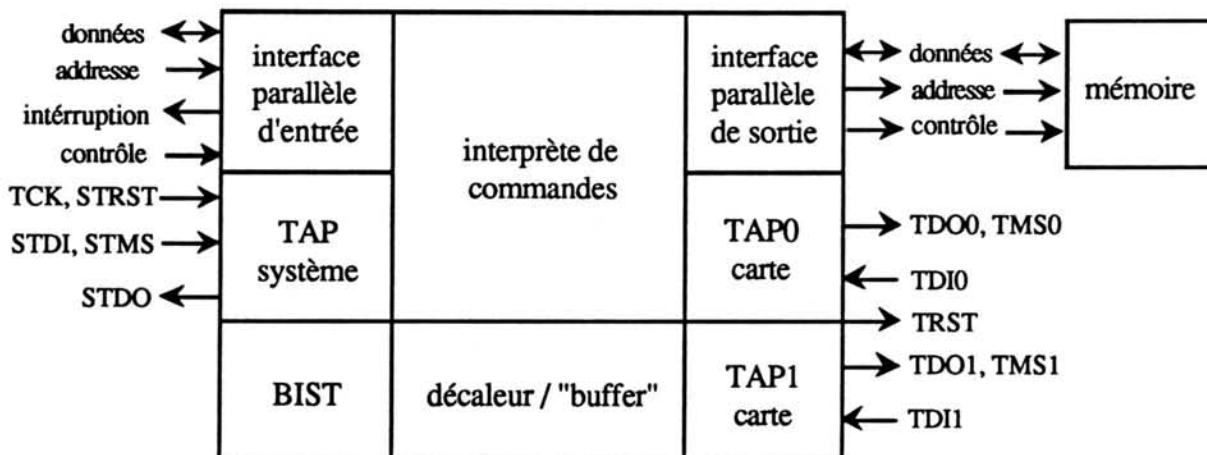 données
addresse
intérruption
contrôle
TCK, STRST
STDI, STMS
STDO
interface
parallèle
d'entrée
TAP
système
BIST
interprète de
commandes
décaleur / "buffer"
interface
parallèle
de sortie
TAP0
carte
TAP1
carte
données
addresse
contrôle
mémoire
TDO0, TMS0
TDI0
TRST
TDO1, TMS1
TDI1